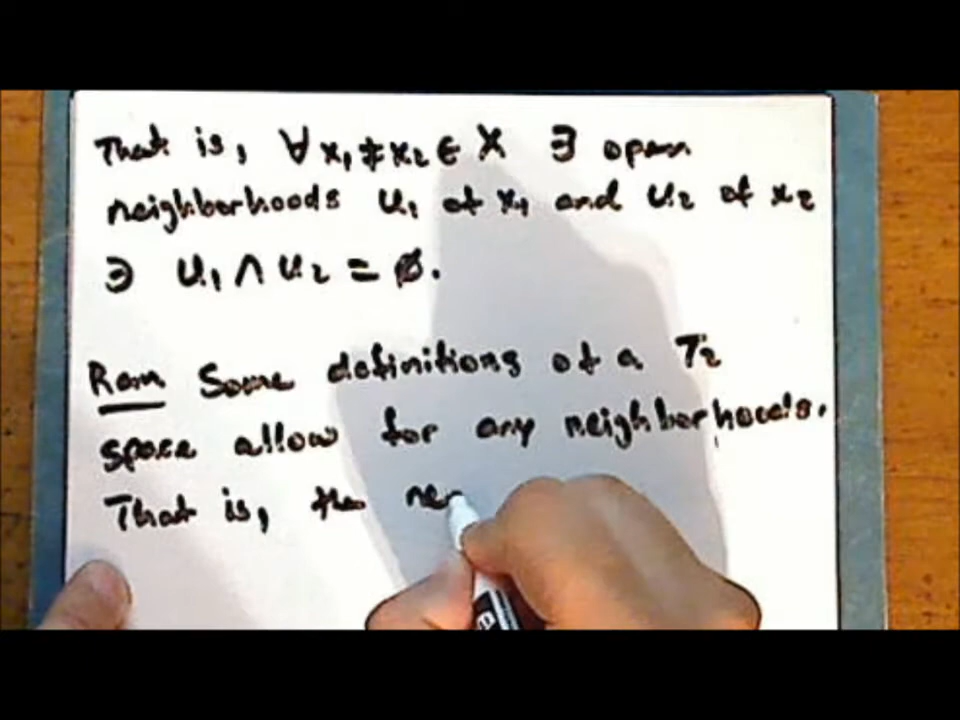 That is, ∀ x₁ ≠ x₂ ∈ X ∃ open
neighborhoods U₁ of x₁ and U₂ of x₂
∋ U₁ ∩ U₂ = ∅.
Rem Some definitions of a T₂
space allow for any neighborhoods.
That is, the